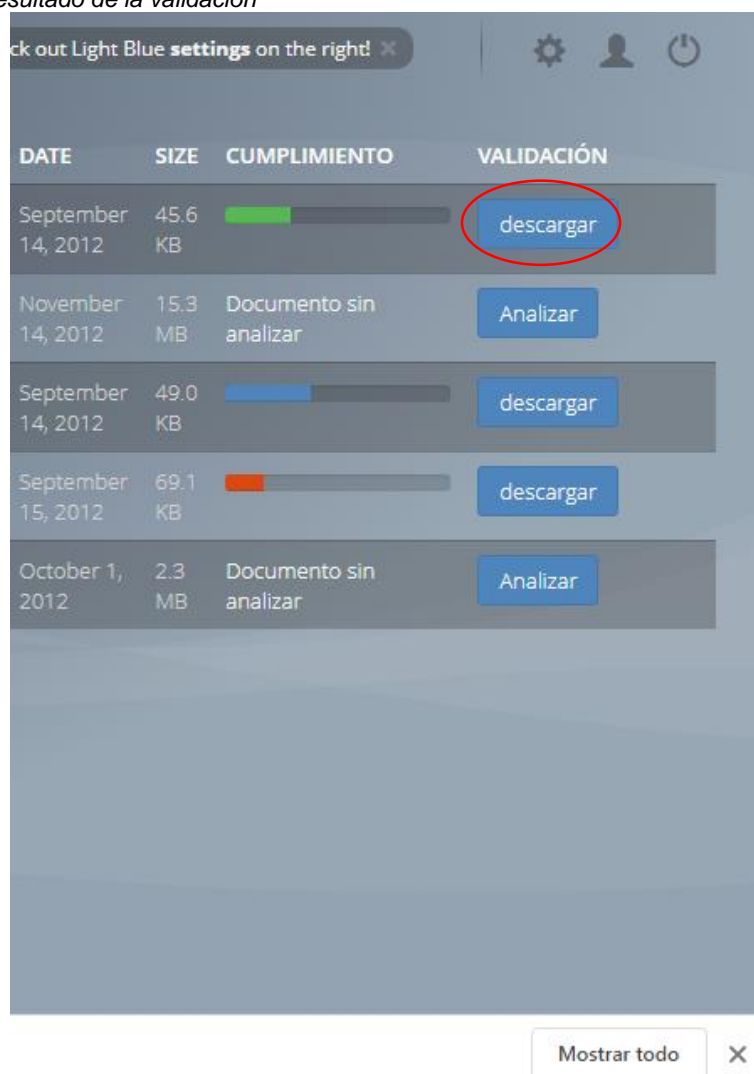 esultado de la validación
ck out Light Blue settings on the right!
DATE SIZE CUMPLIMIENTO VALIDACIÓN
September 45.6 descargar
14, 2012 KB
November 15.3 Documento sin Analizar
14, 2012 MB analizar
September 49.0 descargar
14, 2012 KB
September 69.1 descargar
15, 2012 KB
October 1, 2.3 Documento sin Analizar
2012 MB analizar
Mostrar todo